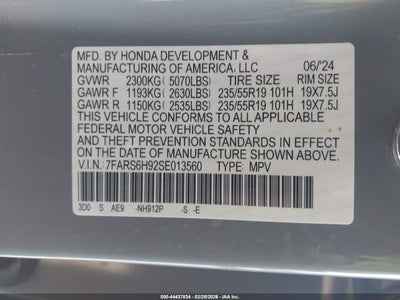 MFD. BY HONDA DEVELOPMENT &
MANUFACTURING OF AMERICA, LLC 06/24
GVWR 2300KG (5070LBS) TIRE SIZE RIM SIZE
GAWR F 1193KG (2630LBS) 235/55R19 101H 19X7.5J
GAWR R 1150KG (2535LBS) 235/55R19 101H 19X7.5J
THIS VEHICLE CONFORMS TO ALL APPLICABLE
FEDERAL MOTOR VEHICLE SAFETY
AND THEFT PREVENTION STANDARDS IN EFFECT
ON THE DATE OF MANUFACTURE SHOWN ABOVE.
V.I.N.: 7FARS6H92SE013560 TYPE: MPV
3D0 S AE9 -NH912P -S -E
000-44437834 - 02/20/2026 - www.iaai.com